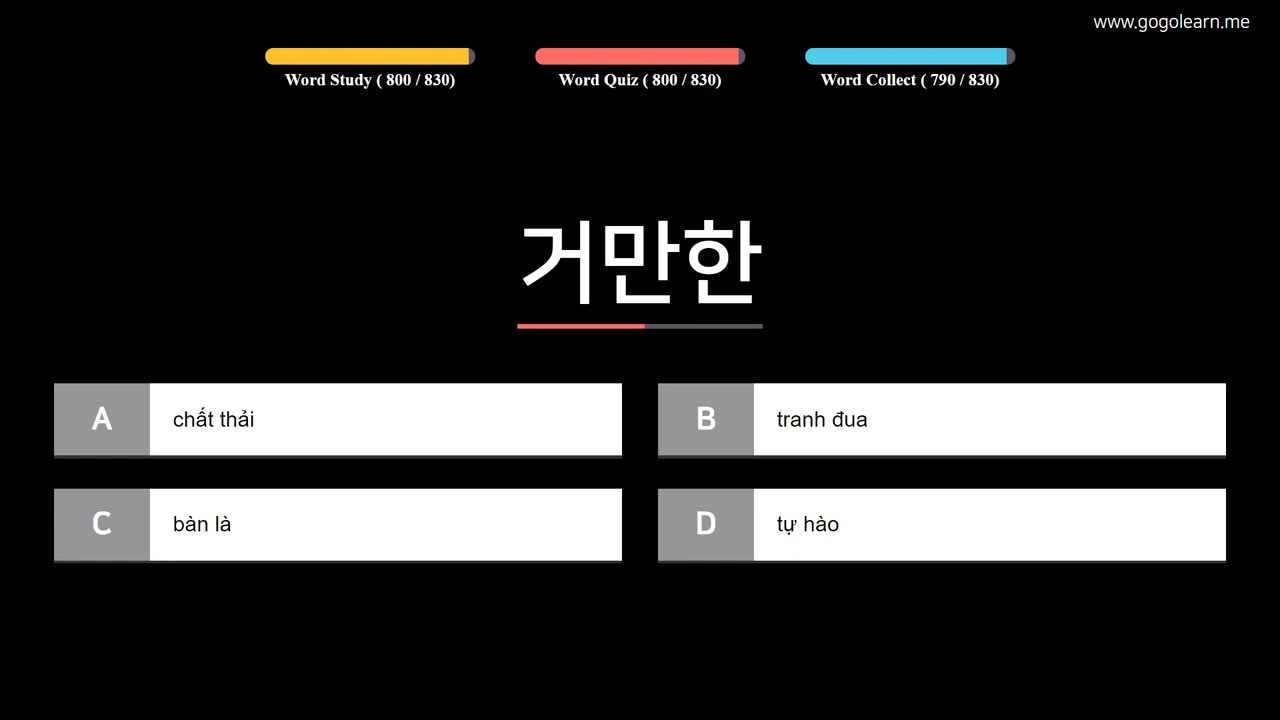 www.gogolearn.me
Word Study ( 800 / 830)
Word Quiz ( 800 / 830)
Word Collect ( 790 / 830)
거만한
A chất thải
B tranh đua
C bàn là
D tự hào